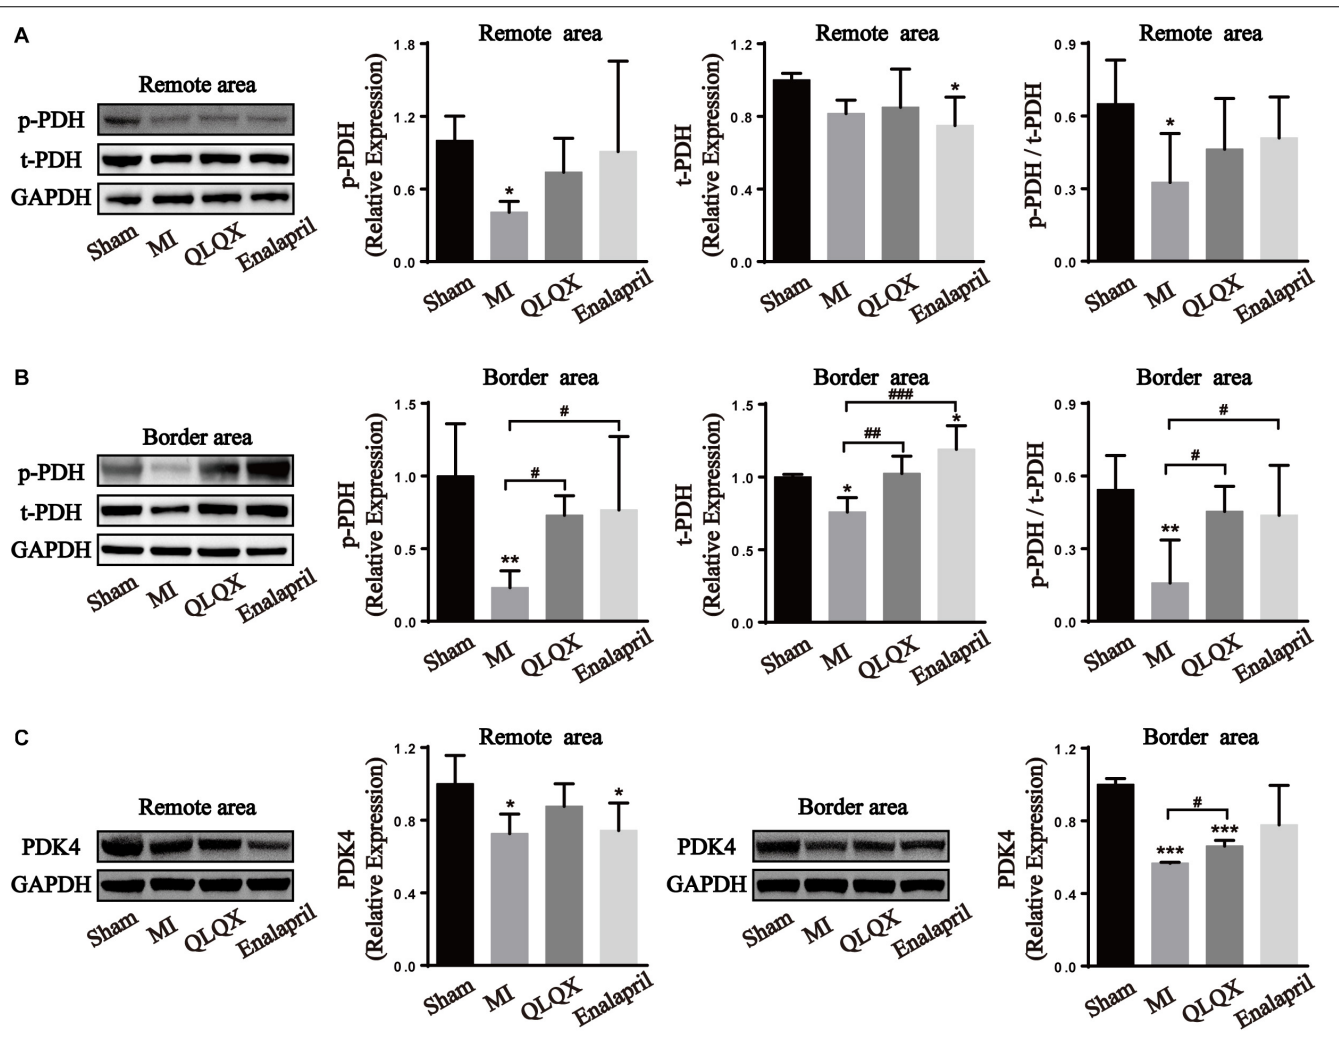 A
Remote area
p-PDH
t-PDH
GAPDH
Sham MI QLQX Enalapril
Remote area
p-PDH
(Relative Expression)
1.8
1.2
0.6
0.0
*
Sham MI QLQX Enalapril
Remote area
t-PDH
(Relative Expression)
1.2
0.8
0.4
0.0
*
Sham MI QLQX Enalapril
Remote area
p-PDH / t-PDH
0.9
0.6
0.3
0.0
*
Sham MI QLQX Enalapril
B
Border area
p-PDH
t-PDH
GAPDH
Sham MI QLQX Enalapril
Border area
p-PDH
(Relative Expression)
1.5
1.0
0.5
0.0
#
#
**
Sham MI QLQX Enalapril
Border area
t-PDH
(Relative Expression)
1.5
1.0
0.5
0.0
###
##
*
*
Sham MI QLQX Enalapril
Border area
p-PDH / t-PDH
0.9
0.6
0.3
0.0
#
#
**
Sham MI QLQX Enalapril
C
Remote area
PDK4
GAPDH
Sham MI QLQX Enalapril
Remote area
PDK4
(Relative Expression)
1.2
0.8
0.4
0.0
*
*
Sham MI QLQX Enalapril
Border area
PDK4
GAPDH
Sham MI QLQX Enalapril
Border area
PDK4
(Relative Expression)
1.2
0.8
0.4
0.0
#
***
***
Sham MI QLQX Enalapril